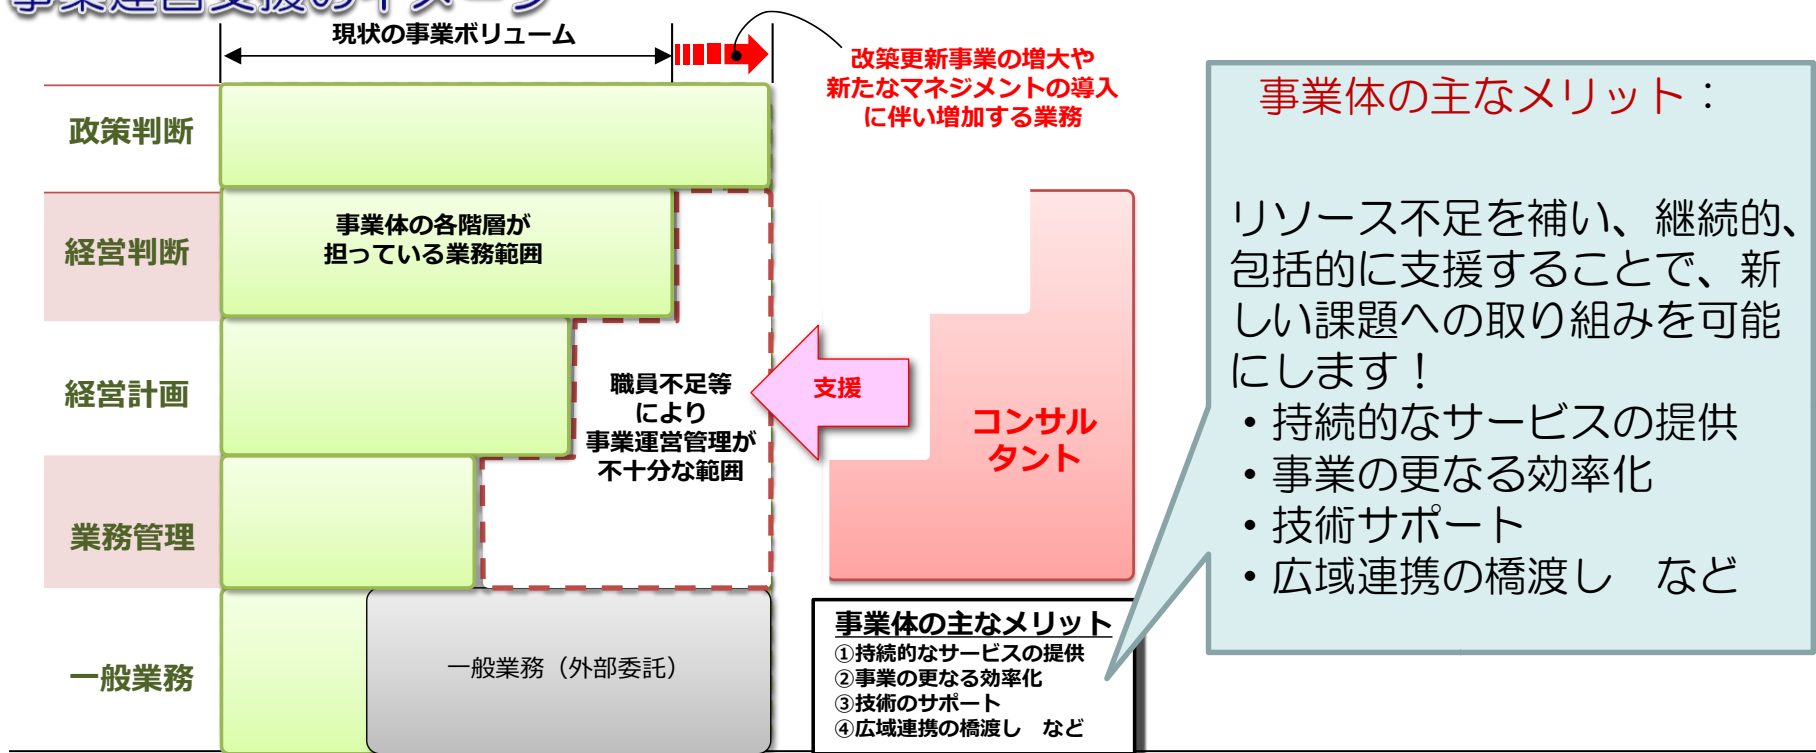 事業運営支援のイメージ
現状の事業ボリューム
改築更新事業の増大や
新たなマネジメントの導入
に伴い増加する業務
政策判断
経営判断
経営計画
業務管理
一般業務
事業体の各階層が
担っている業務範囲
職員不足等
により
事業運営管理が
不十分な範囲
支援
コンサル
タント
一般業務（外部委託）
事業体の主なメリット
①持続的なサービスの提供
②事業の更なる効率化
③技術のサポート
④広域連携の橋渡し　など
事業体の主なメリット：
リソース不足を補い、継続的、
包括的に支援することで、新
しい課題への取り組みを可能
にします！
・持続的なサービスの提供
・事業の更なる効率化
・技術サポート
・広域連携の橋渡し　など